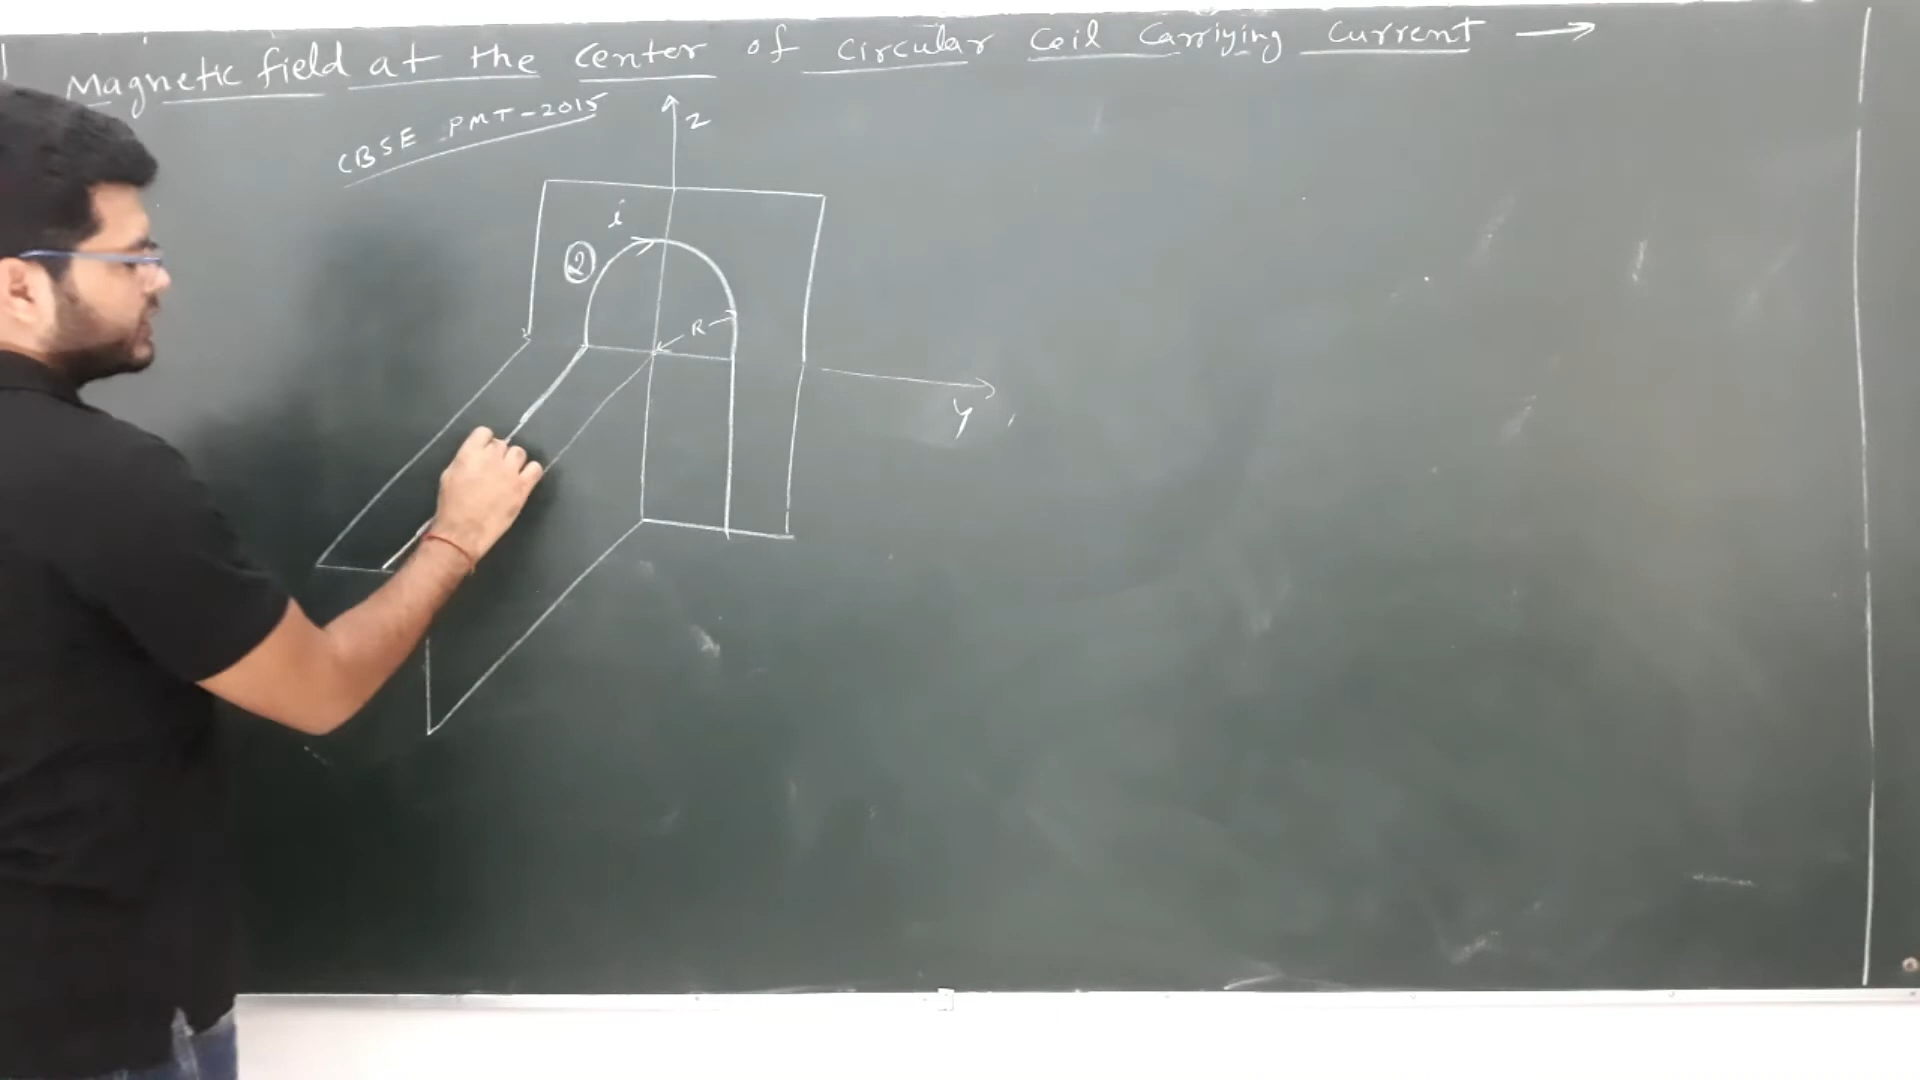 Magnetic field at the center of circular Coil Carriying Current →
CBSE PMT-2015
z
i
②
R
y